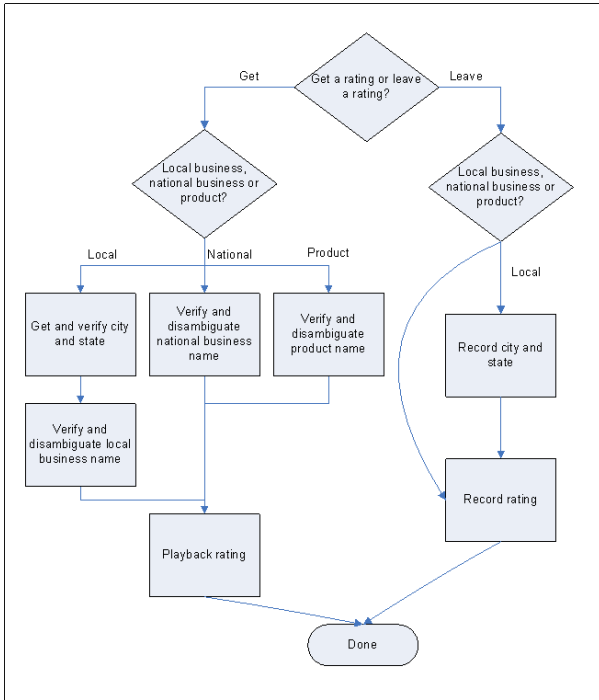 Get a rating or leave
a rating?
Get
Leave
Local business,
national business or
product?
Local business,
national business or
product?
Local
National
Product
Local
Get and verify city
and state
Verify and
disambiguate
national business
name
Verify and
disambiguate
product name
Record city and
state
Verify and
disambiguate local
business name
Record rating
Playback rating
Done